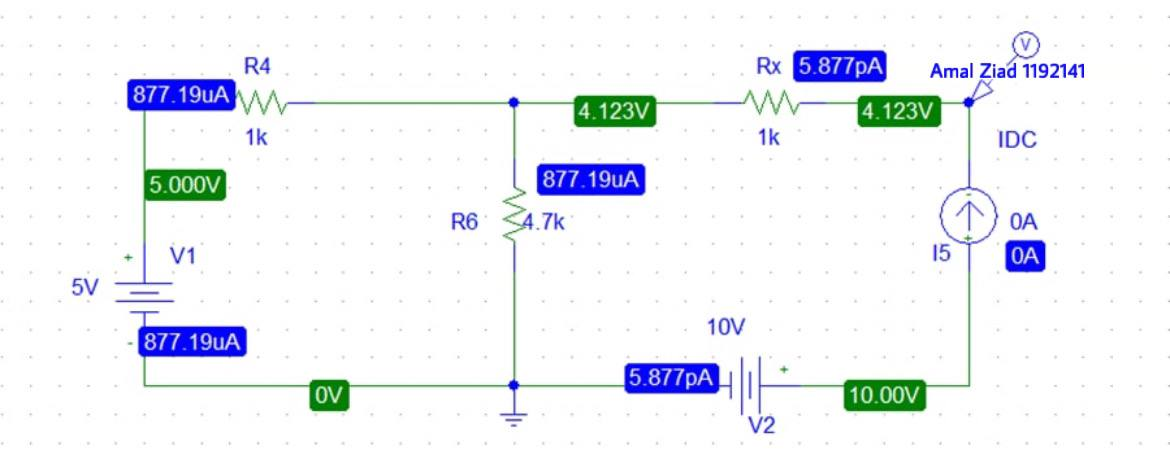 V
R4
Rx
5.877pA
Amal Ziad 1192141
877.19uA
4.123V
4.123V
1k
1k
IDC
5.000V
877.19uA
R6
4.7k
-
0A
+
V1
+
I5
0A
5V
10V
-
877.19uA
5.877pA
+
0V
10.00V
V2